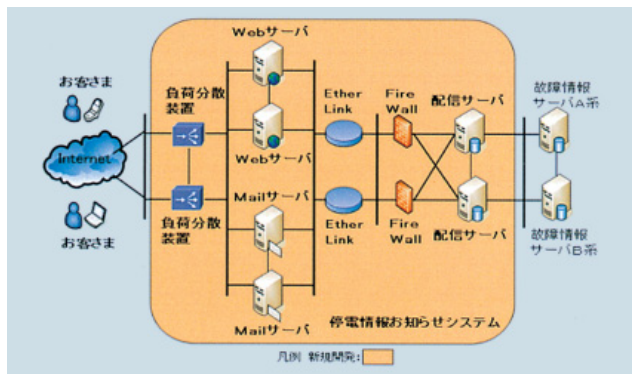 Webサーバ
お客さま
負荷分散
装置
Ether
Link
Fire
Wall
配信サーバ
故障情報
サーバA系
Internet
Webサーバ
Mailサーバ
お客さま
負荷分散
装置
Ether
Link
Fire
Wall
配信サーバ
故障情報
サーバB系
Mailサーバ
停電情報お知らせシステム
凡例 新規開発: